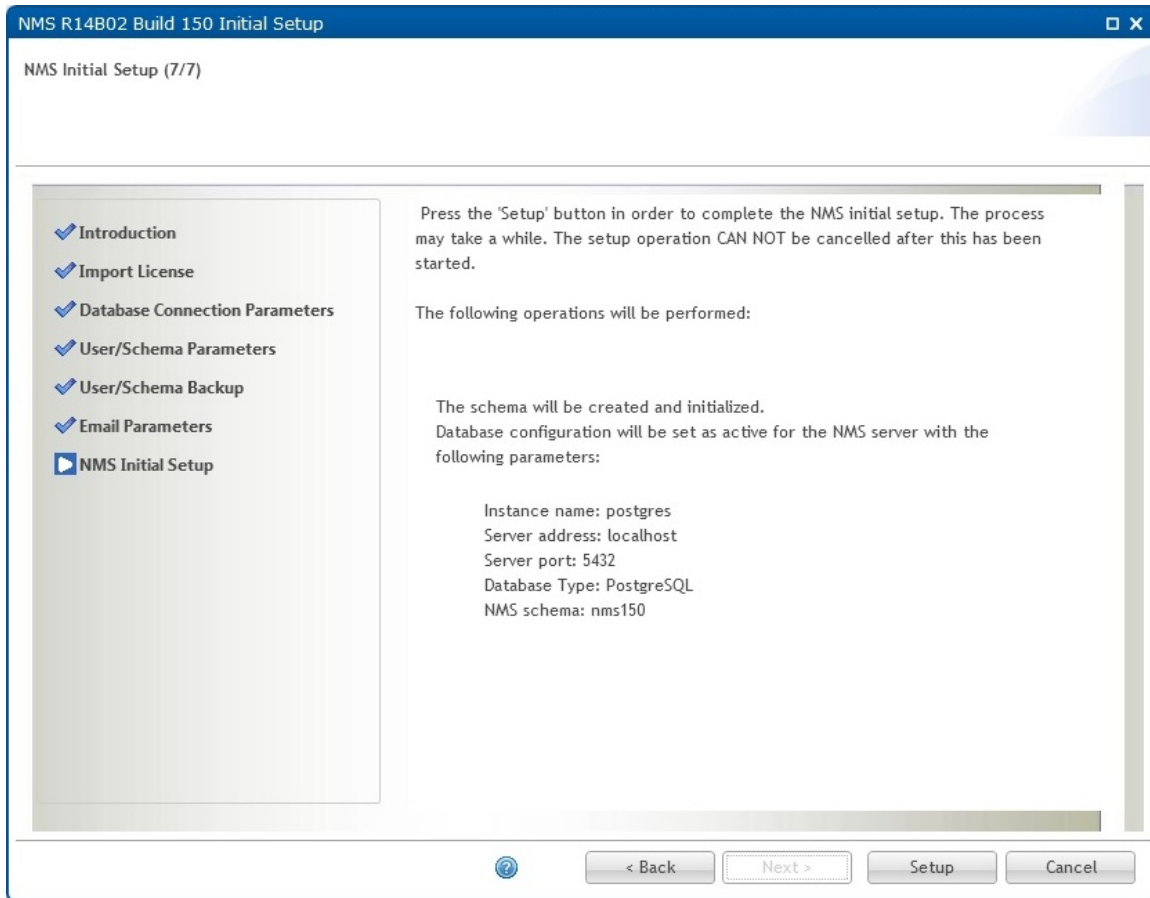 NMS R14B02 Build 150 Initial Setup
NMS Initial Setup (7/7)
Introduction
Import License
Database Connection Parameters
User/Schema Parameters
User/Schema Backup
Email Parameters
NMS Initial Setup
Press the 'Setup' button in order to complete the NMS initial setup. The process
may take a while. The setup operation CAN NOT be cancelled after this has been
started.
The following operations will be performed:
The schema will be created and initialized.
Database configuration will be set as active for the NMS server with the
following parameters:
Instance name: postgres
Server address: localhost
Server port: 5432
Database Type: PostgreSQL
NMS schema: nms150
?
< Back
Next >
Setup
Cancel